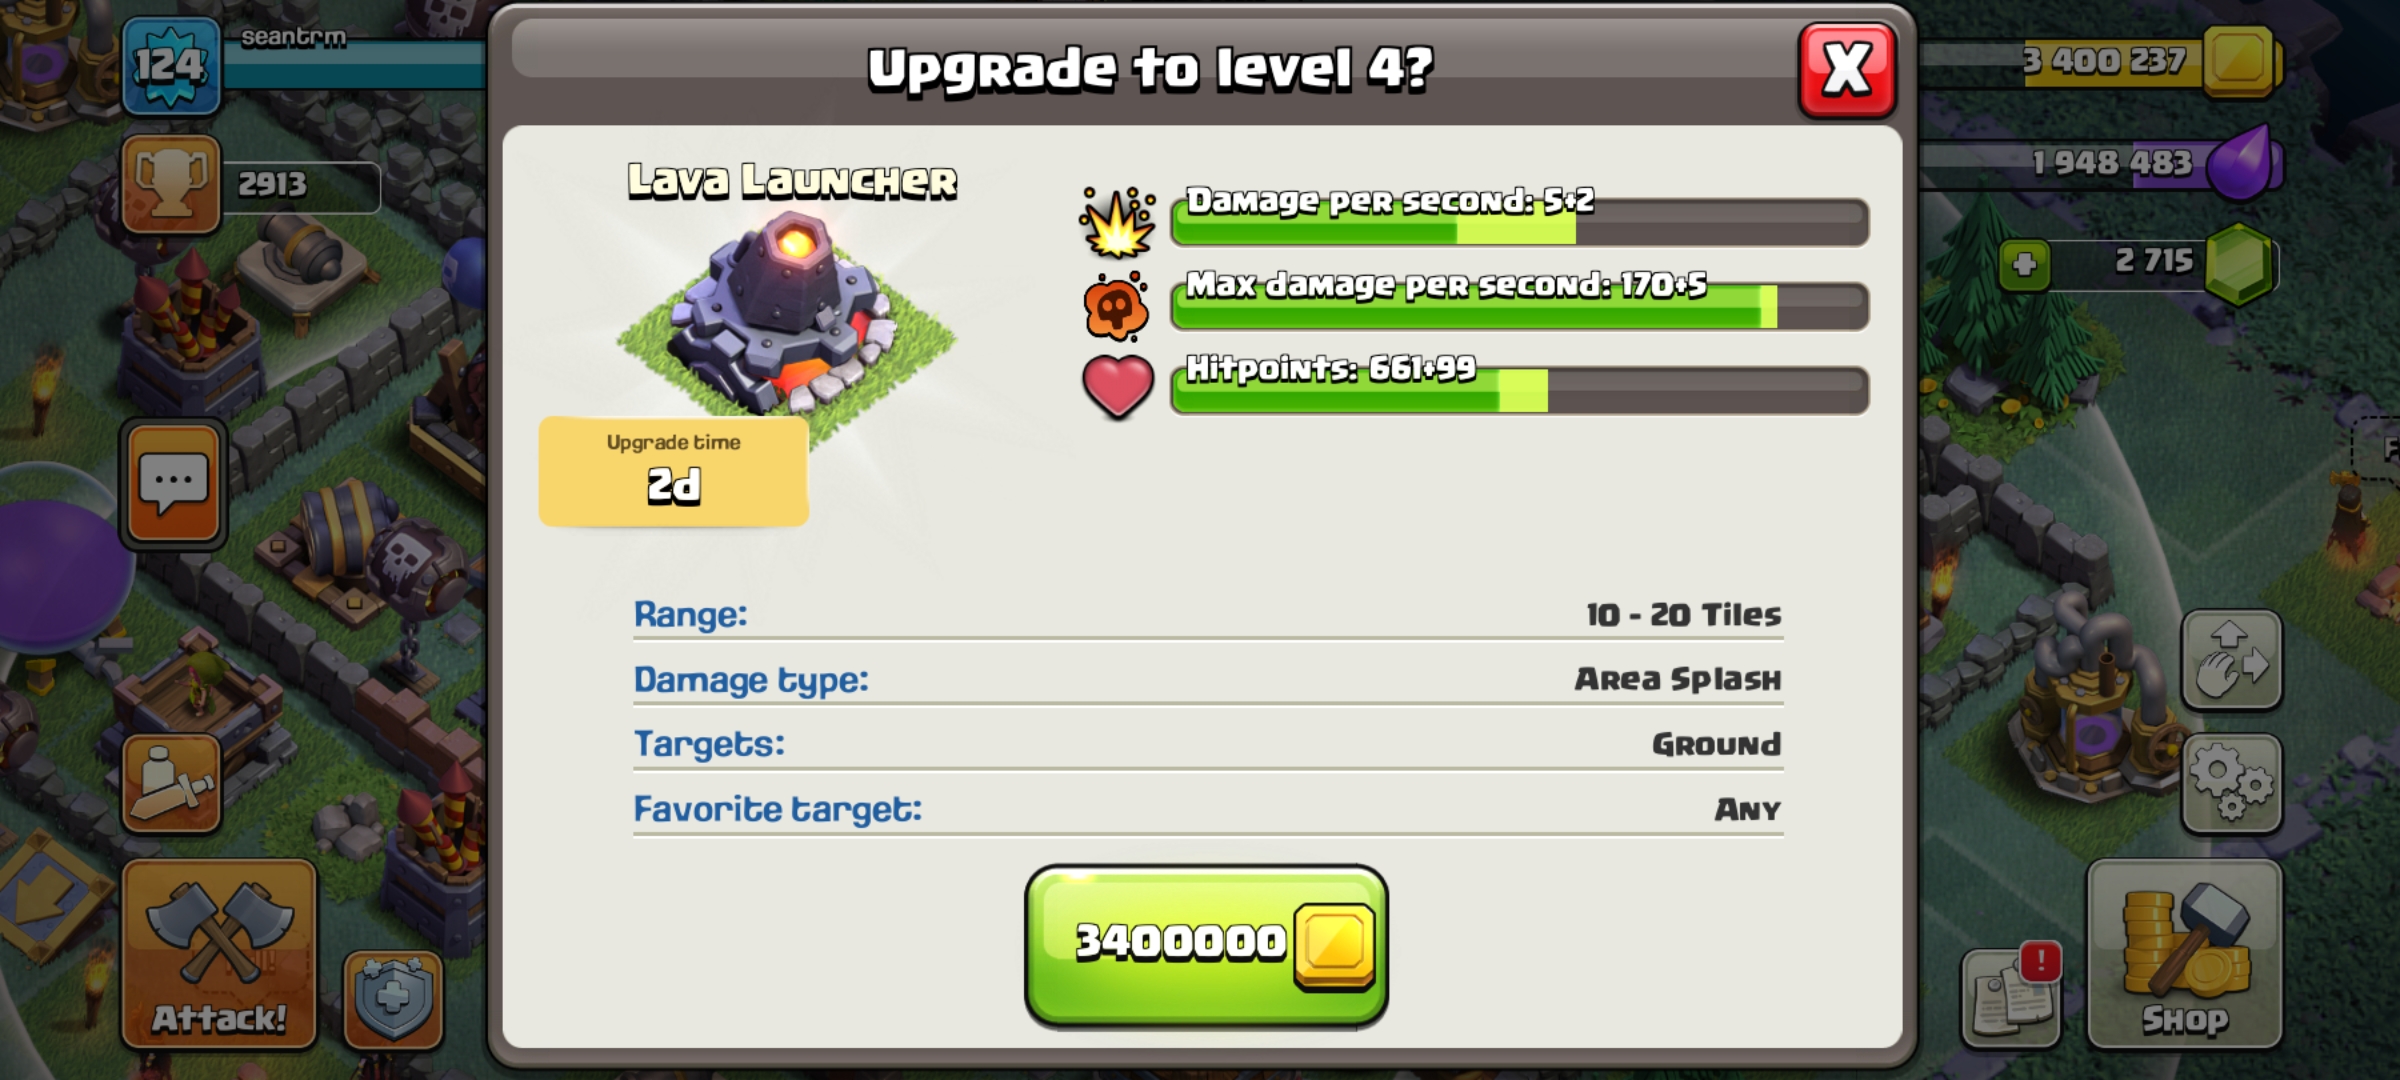 124
seantrm
2913
Upgrade to level 4?
X
3 400 237
1 948 483
2 715
Lava Launcher
Damage per second: 5+2
Max damage per second: 170+5
Hitpoints: 661+99
Upgrade time
2d
Range: 10 - 20 Tiles
Damage type: Area Splash
Targets: Ground
Favorite target: Any
3400000
Attack!
!
Shop